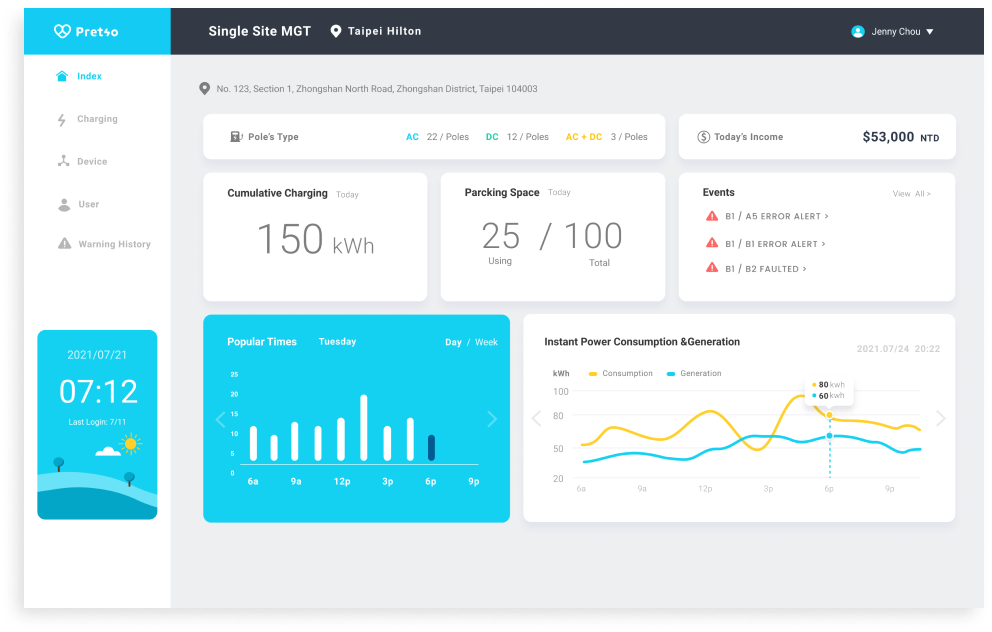 Pretso
Single Site MGT
Taipei Hilton
Jenny Chou
Index
Charging
Device
User
Warning History
2021/07/21
07:12
Last Login: 7/11
No. 123, Section 1, Zhongshan North Road, Zhongshan District, Taipei 104003
Pole's Type
AC 22 / Poles DC 12 / Poles AC + DC 3 / Poles
Today's Income
$53,000 NTD
Cumulative Charging Today
150 kWh
Parcking Space Today
25 / 100
Using Total
Events
View All >
B1 / A5 ERROR ALERT >
B1 / B1 ERROR ALERT >
B1 / B2 FAULTED >
Popular Times Tuesday Day / Week
25
20
15
10
5
0
6a 9a 12p 3p 6p 9p
Instant Power Consumption &Generation
2021.07/24 20:22
kWh Consumption Generation
80 kwh
60 kwh
100
80
50
20
6a 9a 12p 3p 6p 9p